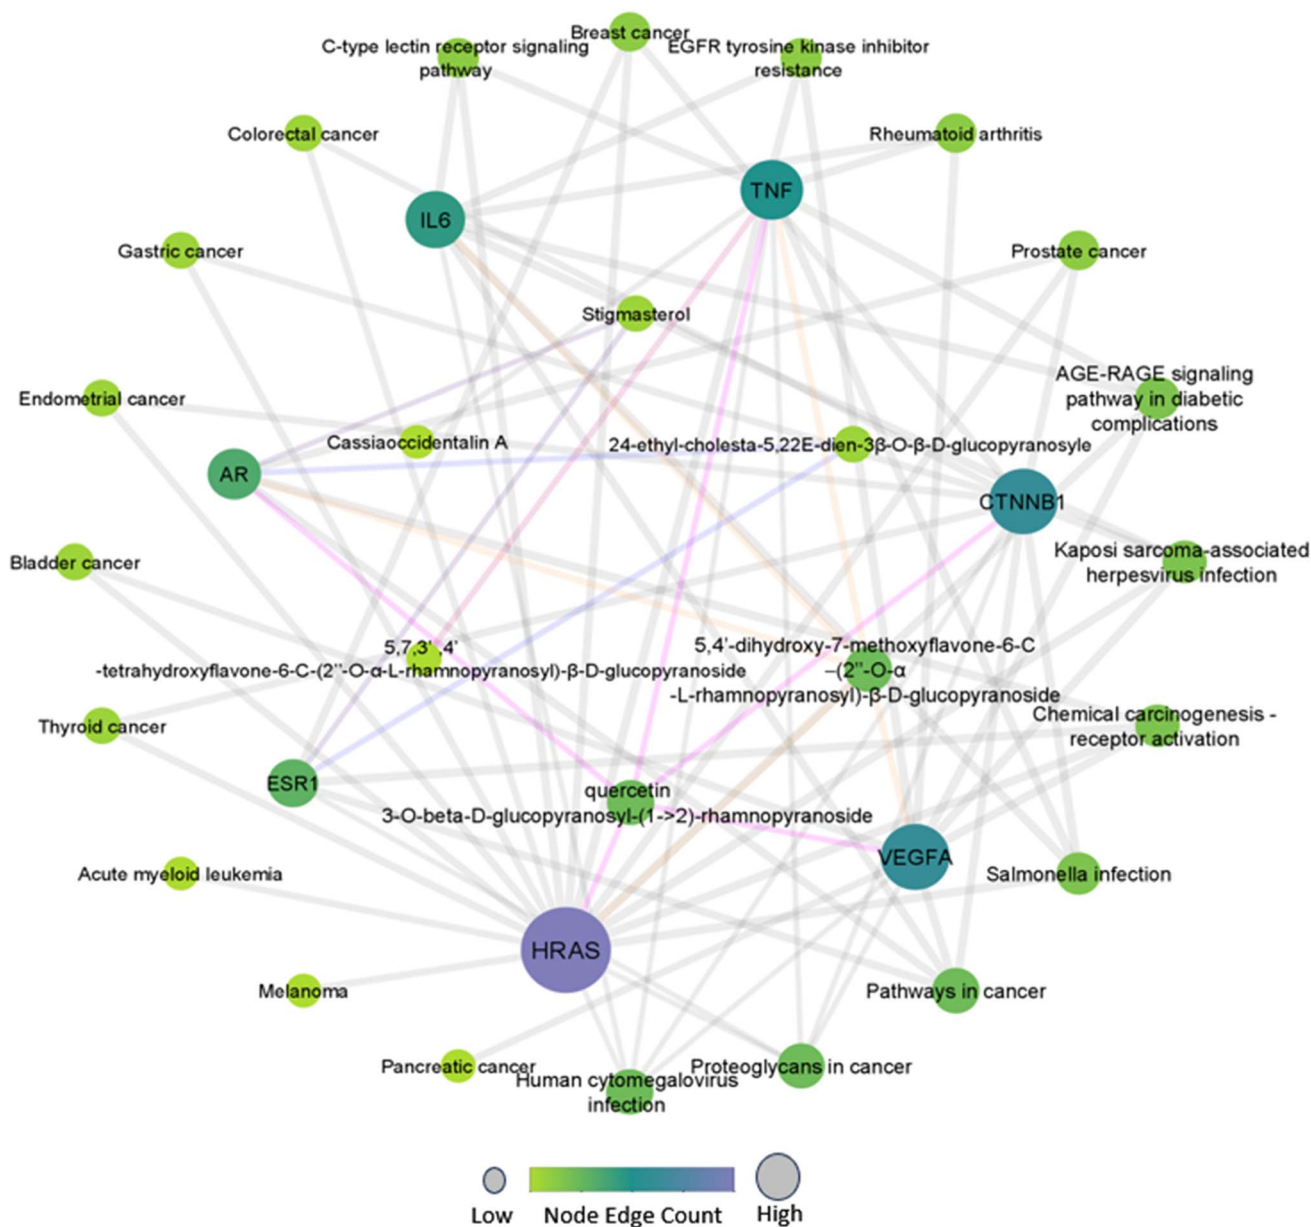 Breast cancer
C-type lectin receptor signaling
pathway
EGFR tyrosine kinase inhibitor
resistance
Colorectal cancer
Rheumatoid arthritis
TNF
IL6
Gastric cancer
Prostate cancer
Stigmasterol
AGE-RAGE signaling
pathway in diabetic
complications
Endometrial cancer
Cassiaoccidentalin A
24-ethyl-cholesta-5,22E-dien-3β-O-β-D-glucopyranosyle
AR
CTNNB1
Bladder cancer
Kaposi sarcoma-associated
herpesvirus infection
5,7,3' ,4'
-tetrahydroxyflavone-6-C-(2''-O-α-L-rhamnopyranosyl)-β-D-glucopyranoside
5,4'-dihydroxy-7-methoxyflavone-6-C
–(2''-O-α
-L-rhamnopyranosyl)-β-D-glucopyranoside
Thyroid cancer
Chemical carcinogenesis -
receptor activation
ESR1
quercetin
3-O-beta-D-glucopyranosyl-(1->2)-rhamnopyranoside
VEGFA
Acute myeloid leukemia
Salmonella infection
HRAS
Melanoma
Pathways in cancer
Pancreatic cancer
Human cytomegalovirus
infection
Proteoglycans in cancer
Low
Node Edge Count
High